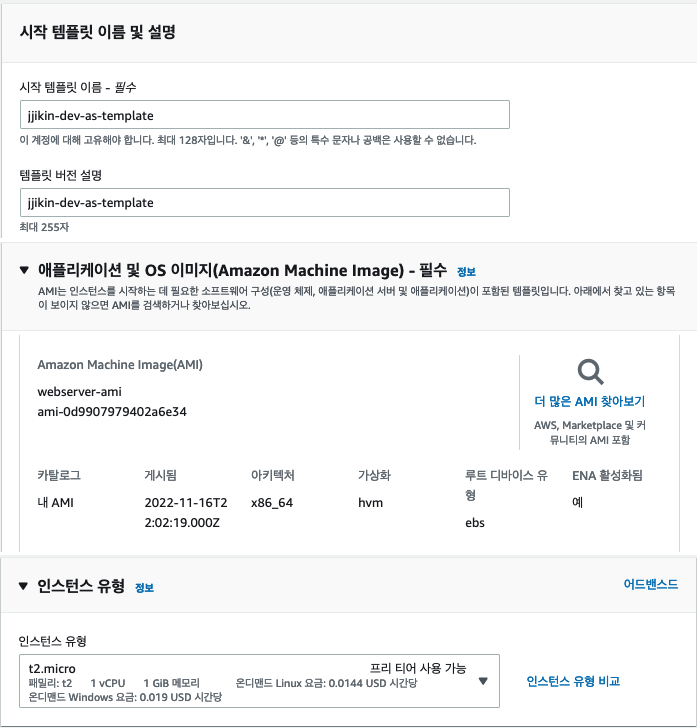 시작 템플릿 이름 및 설명
시작 템플릿 이름 - 필수
jjikin-dev-as-template
이 계정에 대해 고유해야 합니다. 최대 128자입니다. '&', '*', '@' 등의 특수 문자나 공백은 사용할 수 없습니다.
템플릿 버전 설명
jjikin-dev-as-template
최대 255자
▼ 애플리케이션 및 OS 이미지(Amazon Machine Image) - 필수 정보
AMI는 인스턴스를 시작하는 데 필요한 소프트웨어 구성(운영 체제, 애플리케이션 서버 및 애플리케이션)이 포함된 템플릿입니다. 아래에서 찾고 있는 항목
이 보이지 않으면 AMI를 검색하거나 찾아보십시오.
Amazon Machine Image(AMI)
webserver-ami
ami-0d9907979402a6e34
더 많은 AMI 찾아보기
AWS, Marketplace 및 커
뮤니티의 AMI 포함
카탈로그
내 AMI
게시됨
2022-11-16T2
2:02:19.000Z
아키텍처
x86_64
가상화
hvm
루트 디바이스 유
형
ebs
ENA 활성화됨
예
▼ 인스턴스 유형 정보
어드밴스드
인스턴스 유형
t2.micro 프리 티어 사용 가능
패밀리: t2 1 vCPU 1 GiB 메모리 온디맨드 Linux 요금: 0.0144 USD 시간당
온디맨드 Windows 요금: 0.019 USD 시간당
인스턴스 유형 비교